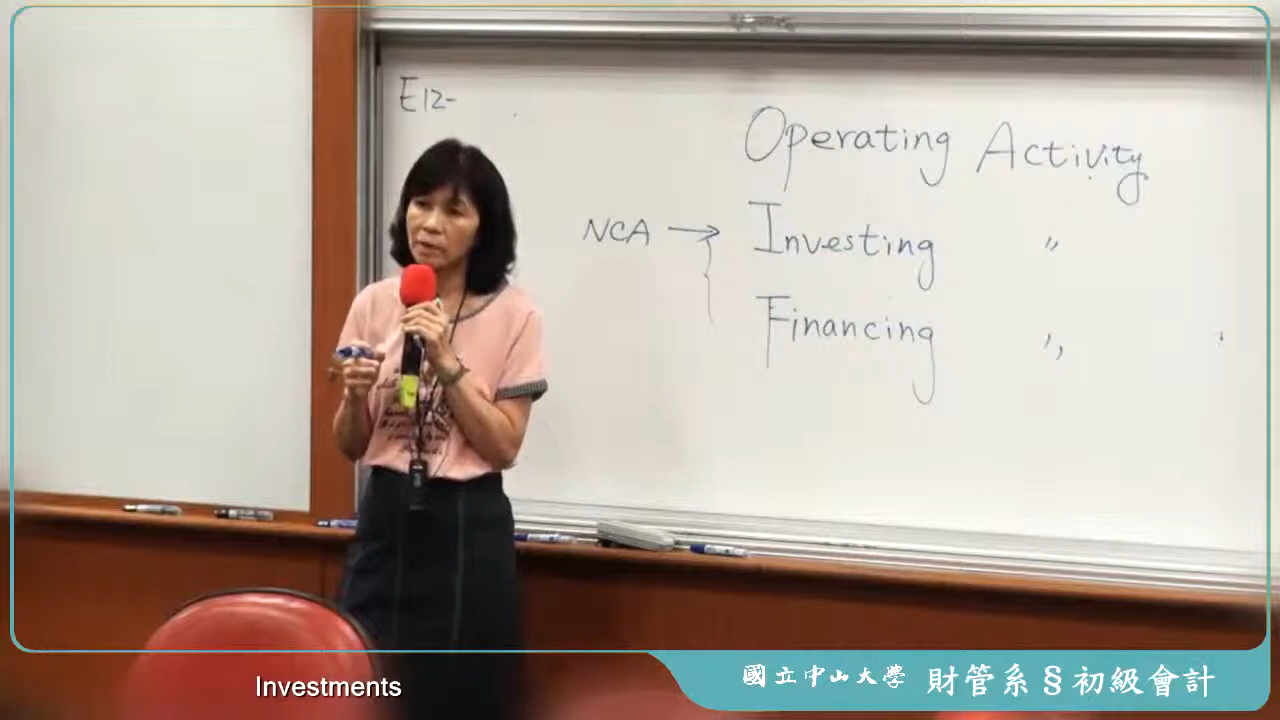 E12-
Operating Activity
NCA → Investing 〃
Financing 〃
Investments
國立中山大學 財管系§初級會計